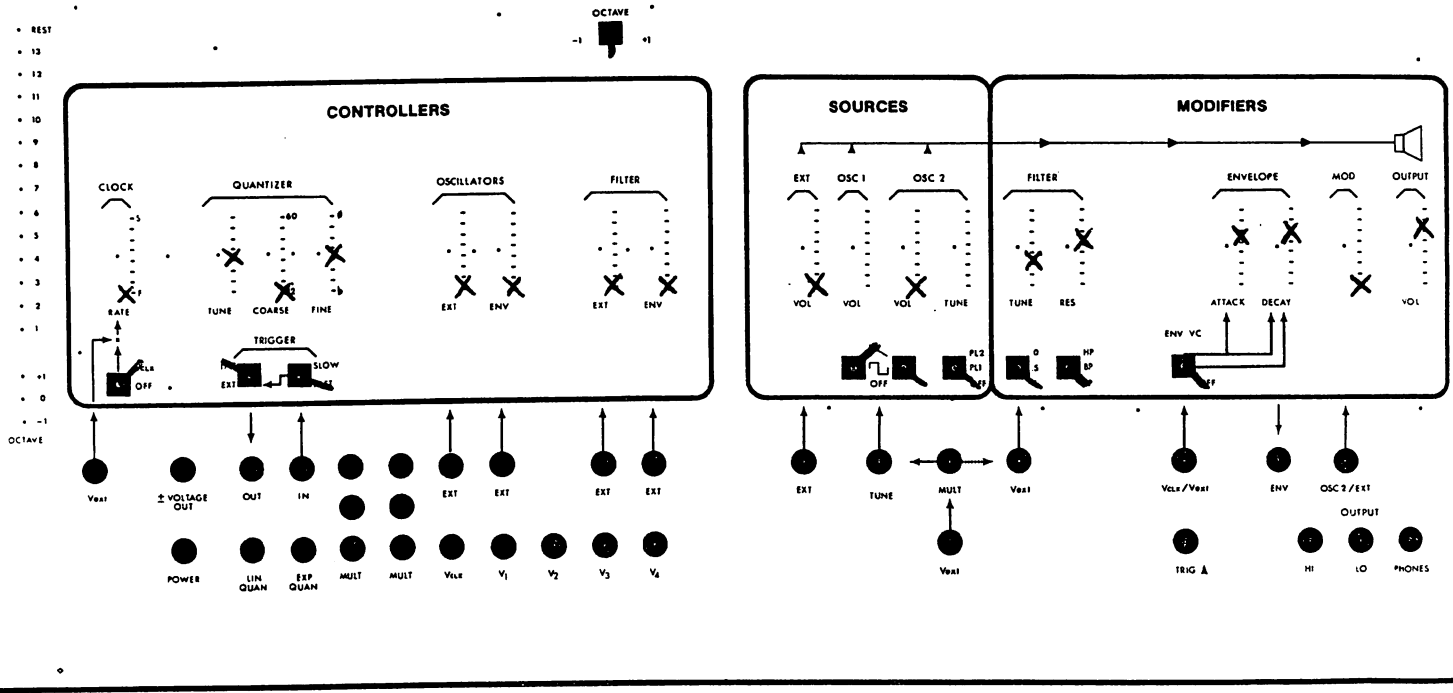 OCTAVE
-1 +1
REST
13
12
11
10
9
8
7
6
5
4
3
2
1
+1
0
-1
OCTAVE
CONTROLLERS
CLOCK
QUANTIZER
OSCILLATORS
FILTER
S
60
F
RATE
TUNE COARSE FINE
EXT ENV
EXT ENV
TRIGGER
OFF
EXT
SLOW
SOURCES
EXT OSC 1 OSC 2
VOL VOL VOL TUNE
OFF
PL2
PL1
MODIFIERS
FILTER ENVELOPE MOD OUTPUT
TUNE RES ATTACK DECAY VOL
ENV VC
HP
BP
Vext
± VOLTAGE
OUT
OUT IN EXT EXT EXT EXT
EXT TUNE MULT Vext
VCLK/Vext ENV OSC 2/EXT
OUTPUT
POWER
LIN
QUAN
EXP
QUAN
MULT MULT VCLK V1 V2 V3 V4
Vext
TRIG
HI LO PHONES